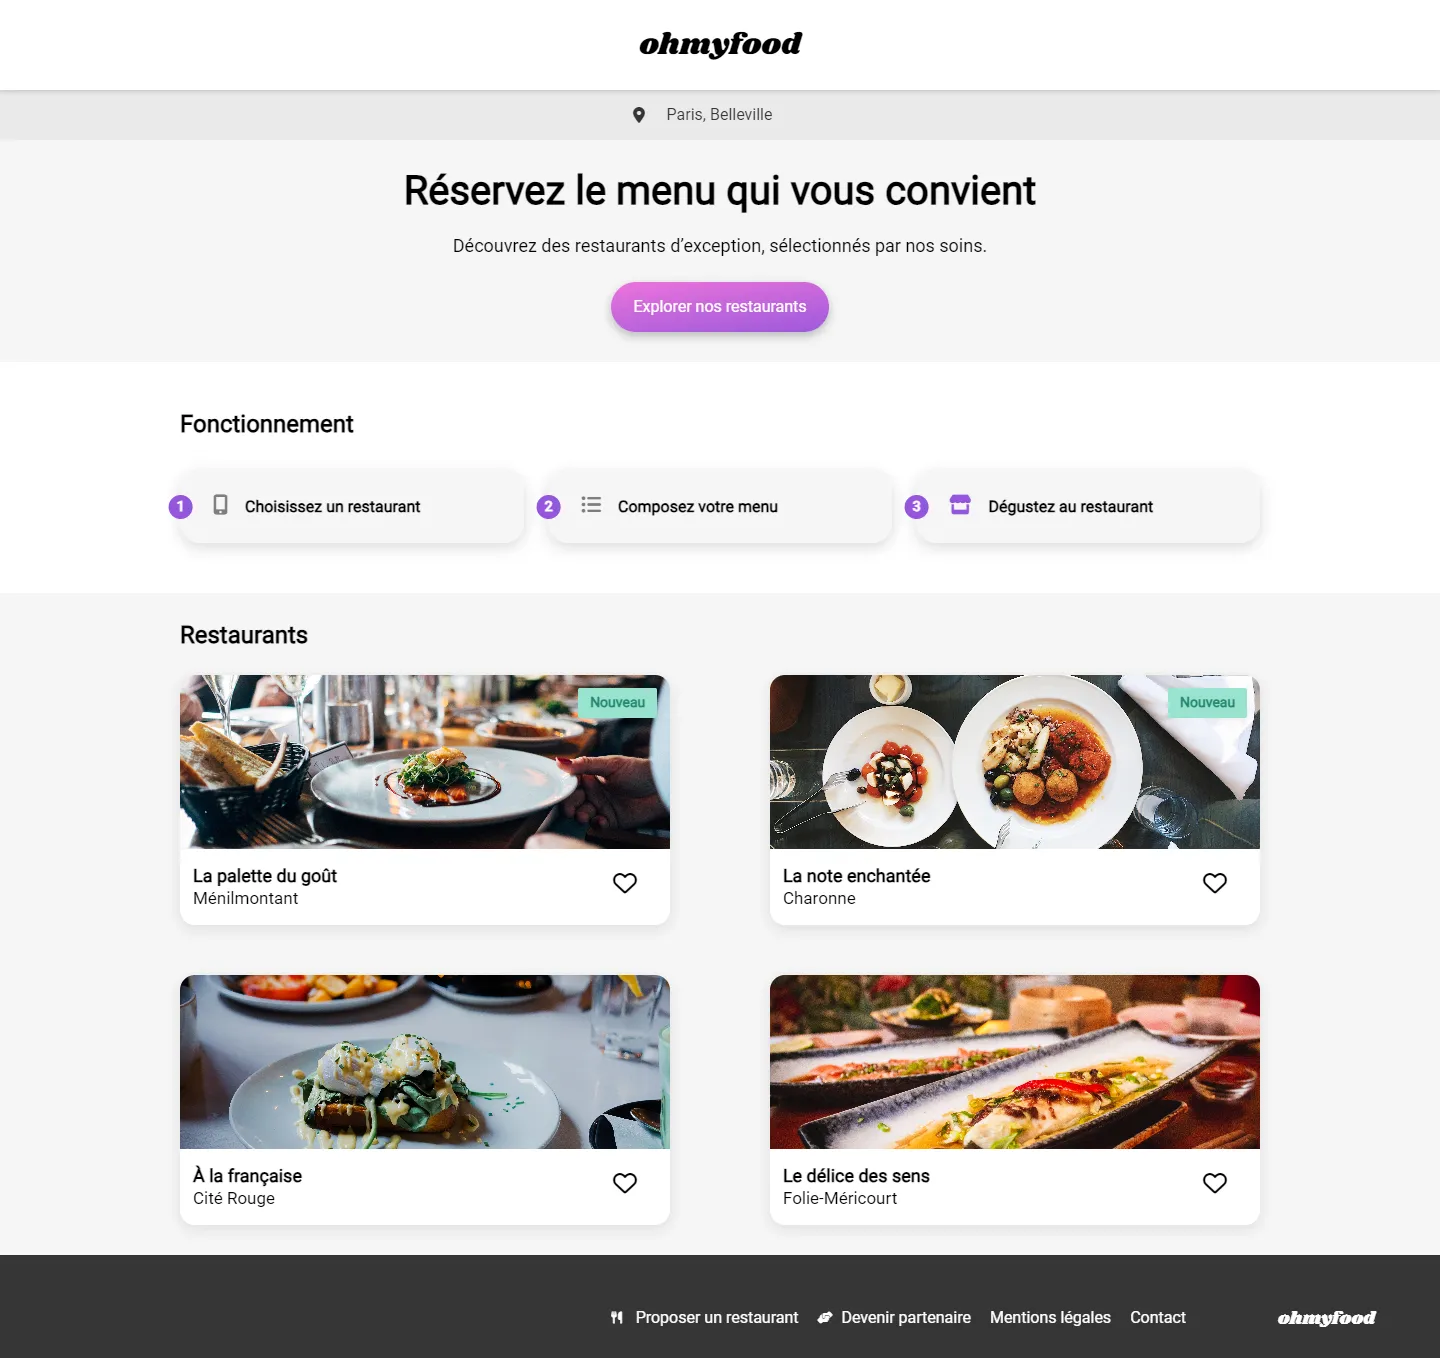 ohmyfood
Paris, Belleville
Réservez le menu qui vous convient
Découvrez des restaurants d’exception, sélectionnés par nos soins.
Explorer nos restaurants
Fonctionnement
1 Choisissez un restaurant
2 Composez votre menu
3 Dégustez au restaurant
Restaurants
Nouveau
La palette du goût
Ménilmontant
Nouveau
La note enchantée
Charonne
À la française
Cité Rouge
Le délice des sens
Folie-Méricourt
Proposer un restaurant Devenir partenaire Mentions légales Contact ohmyfood